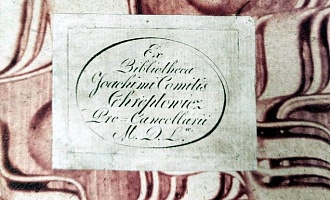 Ex
Bibliotheca
Joachimi Comitis
Chreptowicz
Pro-Cancellarii
M. D. L.